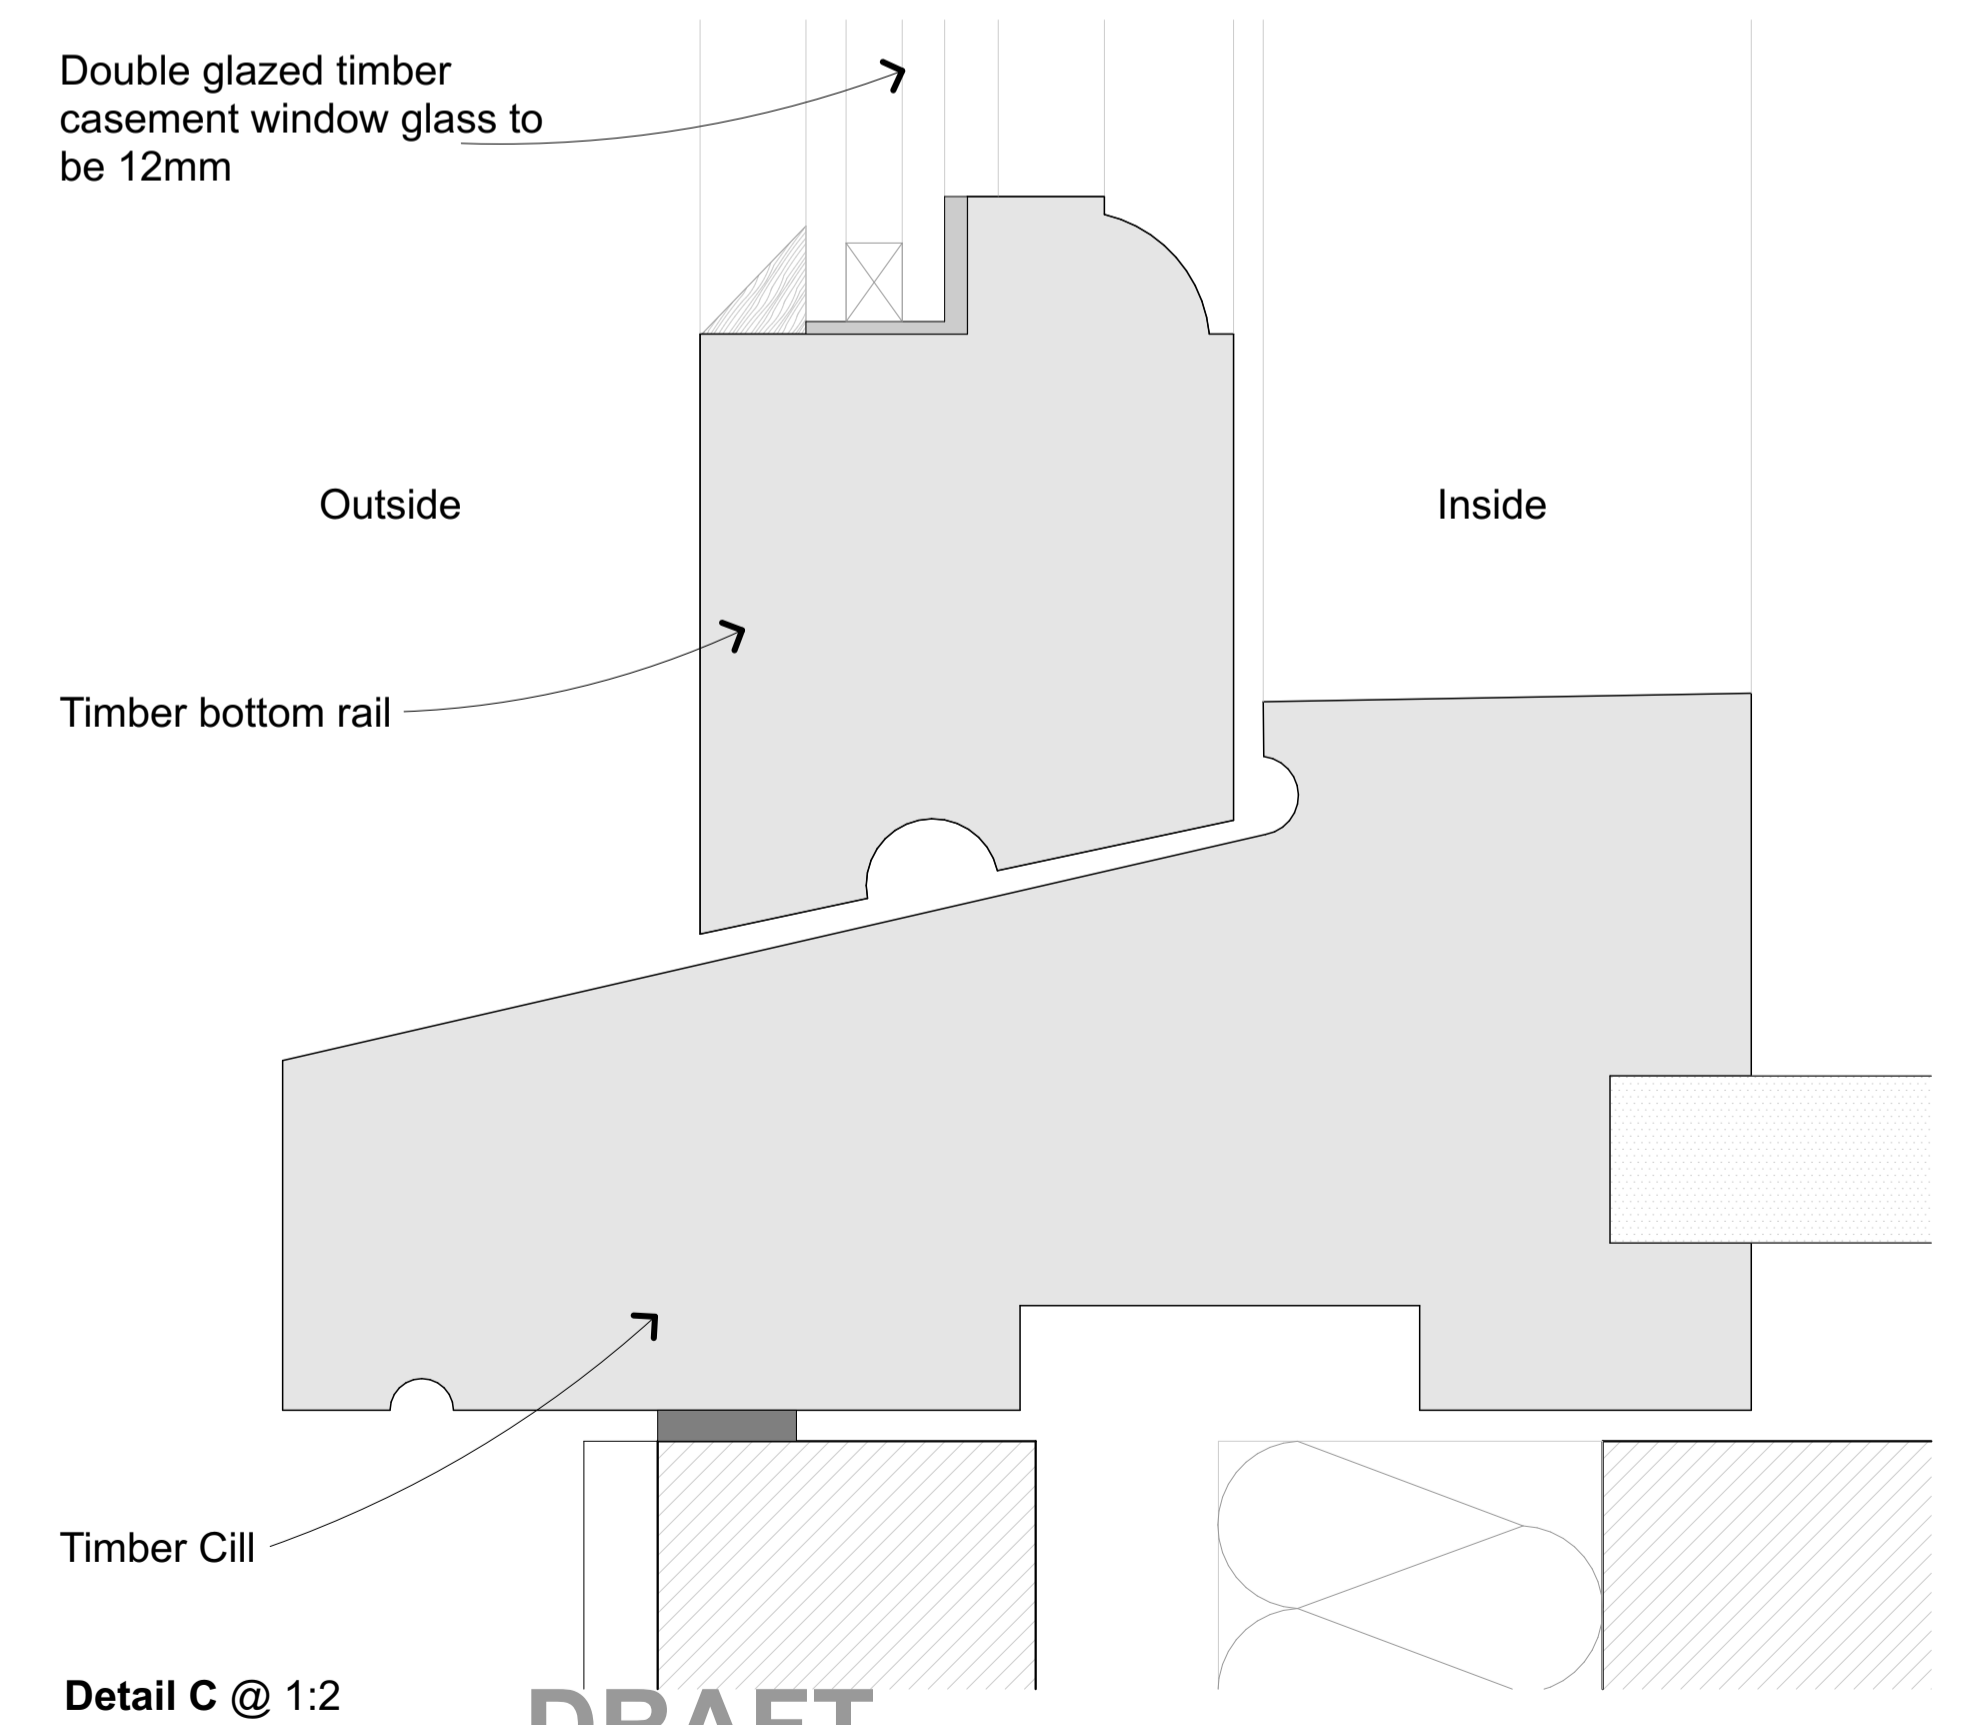 Double glazed timber
casement window glass to
be 12mm
Outside
Inside
Timber bottom rail
Timber Cill
Detail C @ 1:2
DRAFT